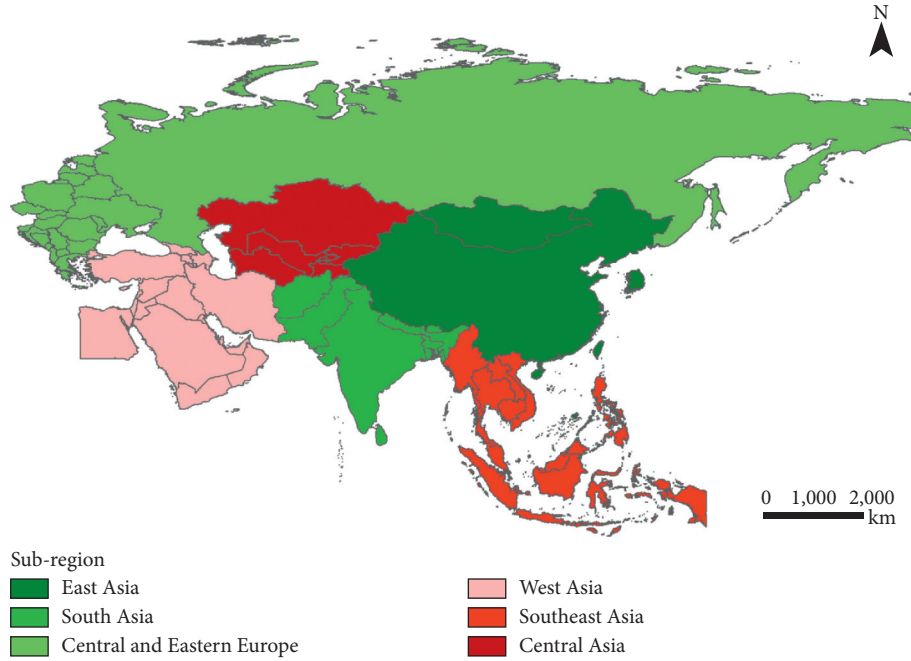 N
0 1,000 2,000
km
Sub-region
East Asia
South Asia
Central and Eastern Europe
West Asia
Southeast Asia
Central Asia